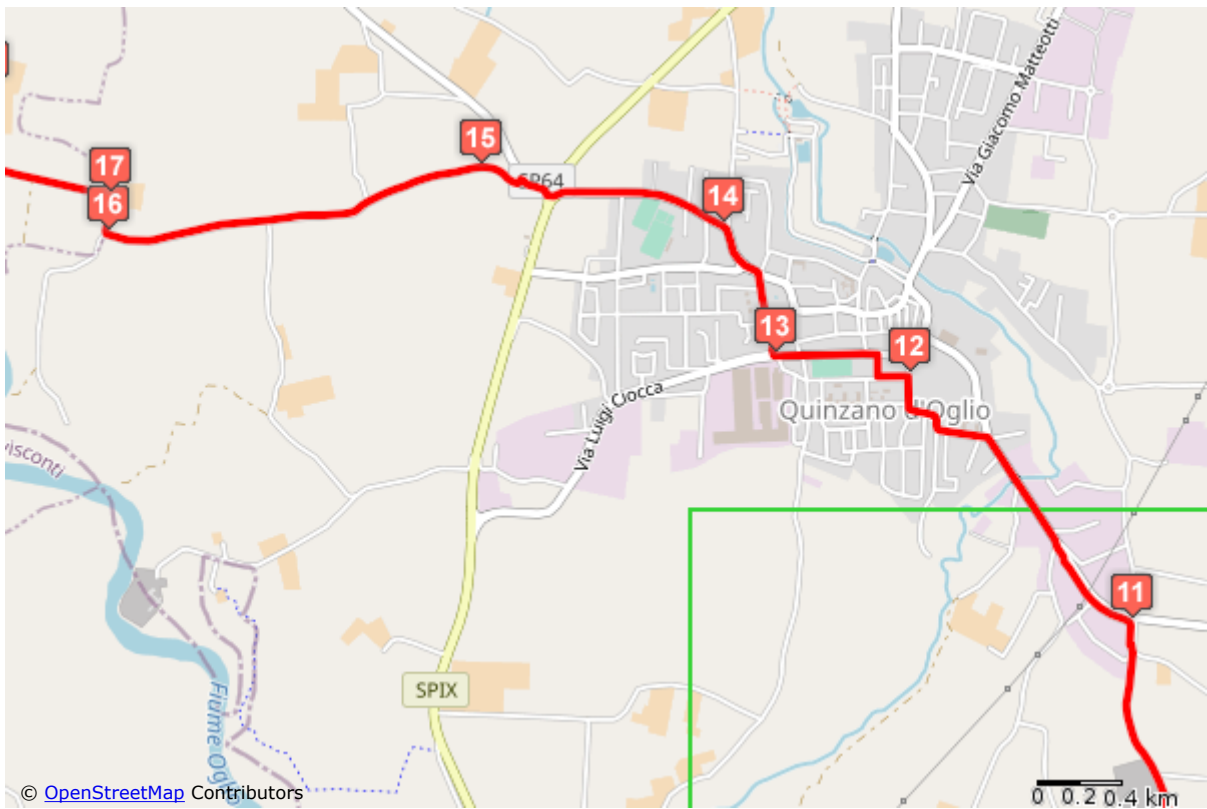 Via Giacomo Matteotti
15
17
SP64
14
16
13
12
Via Luigi Ciocca
Quinzano d'Oglio
visconti
11
SPIX
Fiume Oglio
© OpenStreetMap Contributors
0 0.2 0.4 km